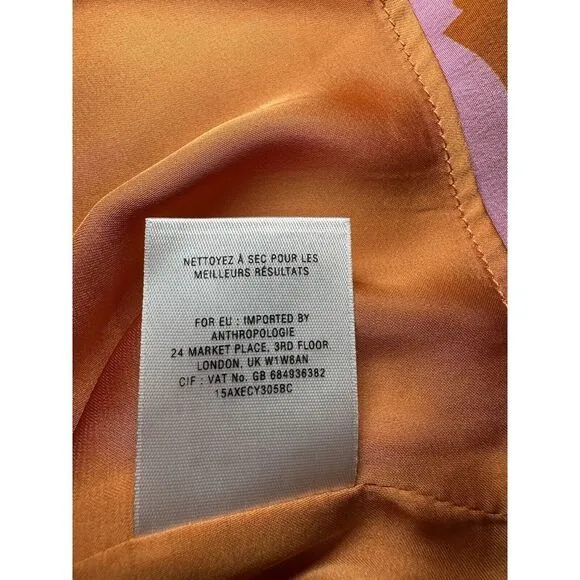 NETTOYEZ À SEC POUR LES
MEILLEURS RÉSULTATS
FOR EU : IMPORTED BY
ANTHROPOLOGIE
24 MARKET PLACE, 3RD FLOOR
LONDON, UK W1W8AN
CIF : VAT No. GB 684936382
15AXECY305BC